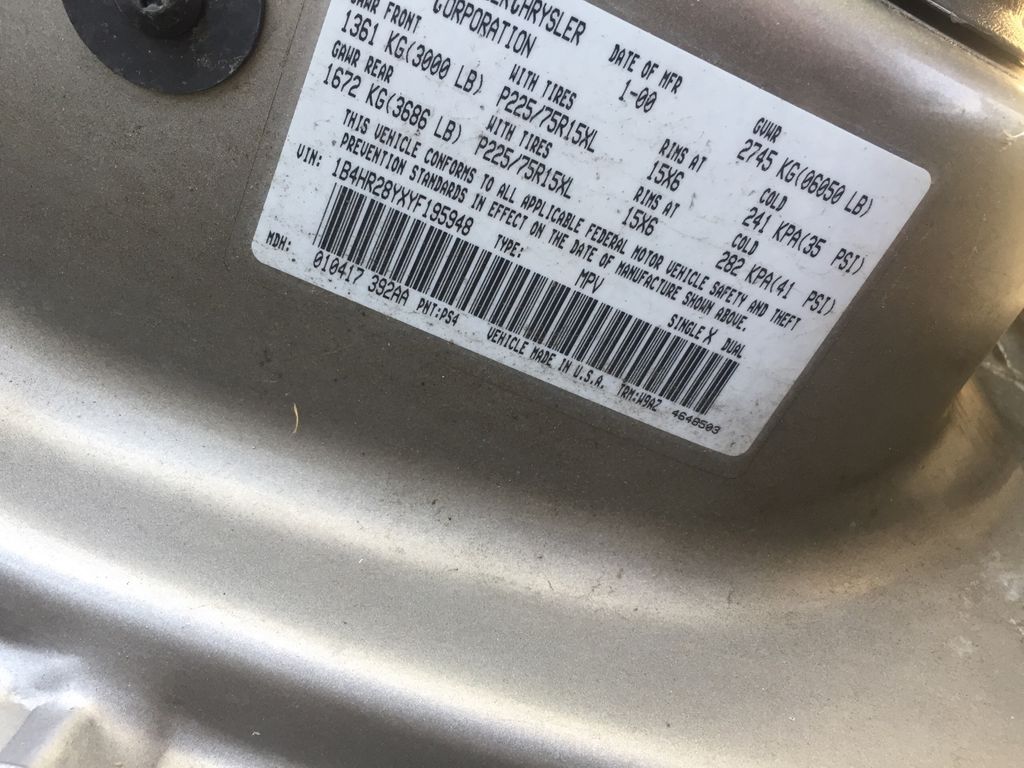 CHRYSLER
CORPORATION DATE OF MFR GVWR
1-00 2745 KG(06050 LB)
GAWR FRONT WITH TIRES RIMS AT COLD
1361 KG(3000 LB) P225/75R15XL 15X6 241 KPA(35 PSI)
GAWR REAR WITH TIRES RIMS AT COLD
1672 KG(3686 LB) P225/75R15XL 15X6 282 KPA(41 PSI)
THIS VEHICLE CONFORMS TO ALL APPLICABLE FEDERAL MOTOR VEHICLE SAFETY AND THEFT
PREVENTION STANDARDS IN EFFECT ON THE DATE OF MANUFACTURE SHOWN ABOVE.
VIN: 1B4HR28YXYF195948 TYPE: MPV SINGLE X DUAL
MDH: 010417 392AA PNT:PS4 VEHICLE MADE IN U.S.A. TRM:W9AZ 4648503